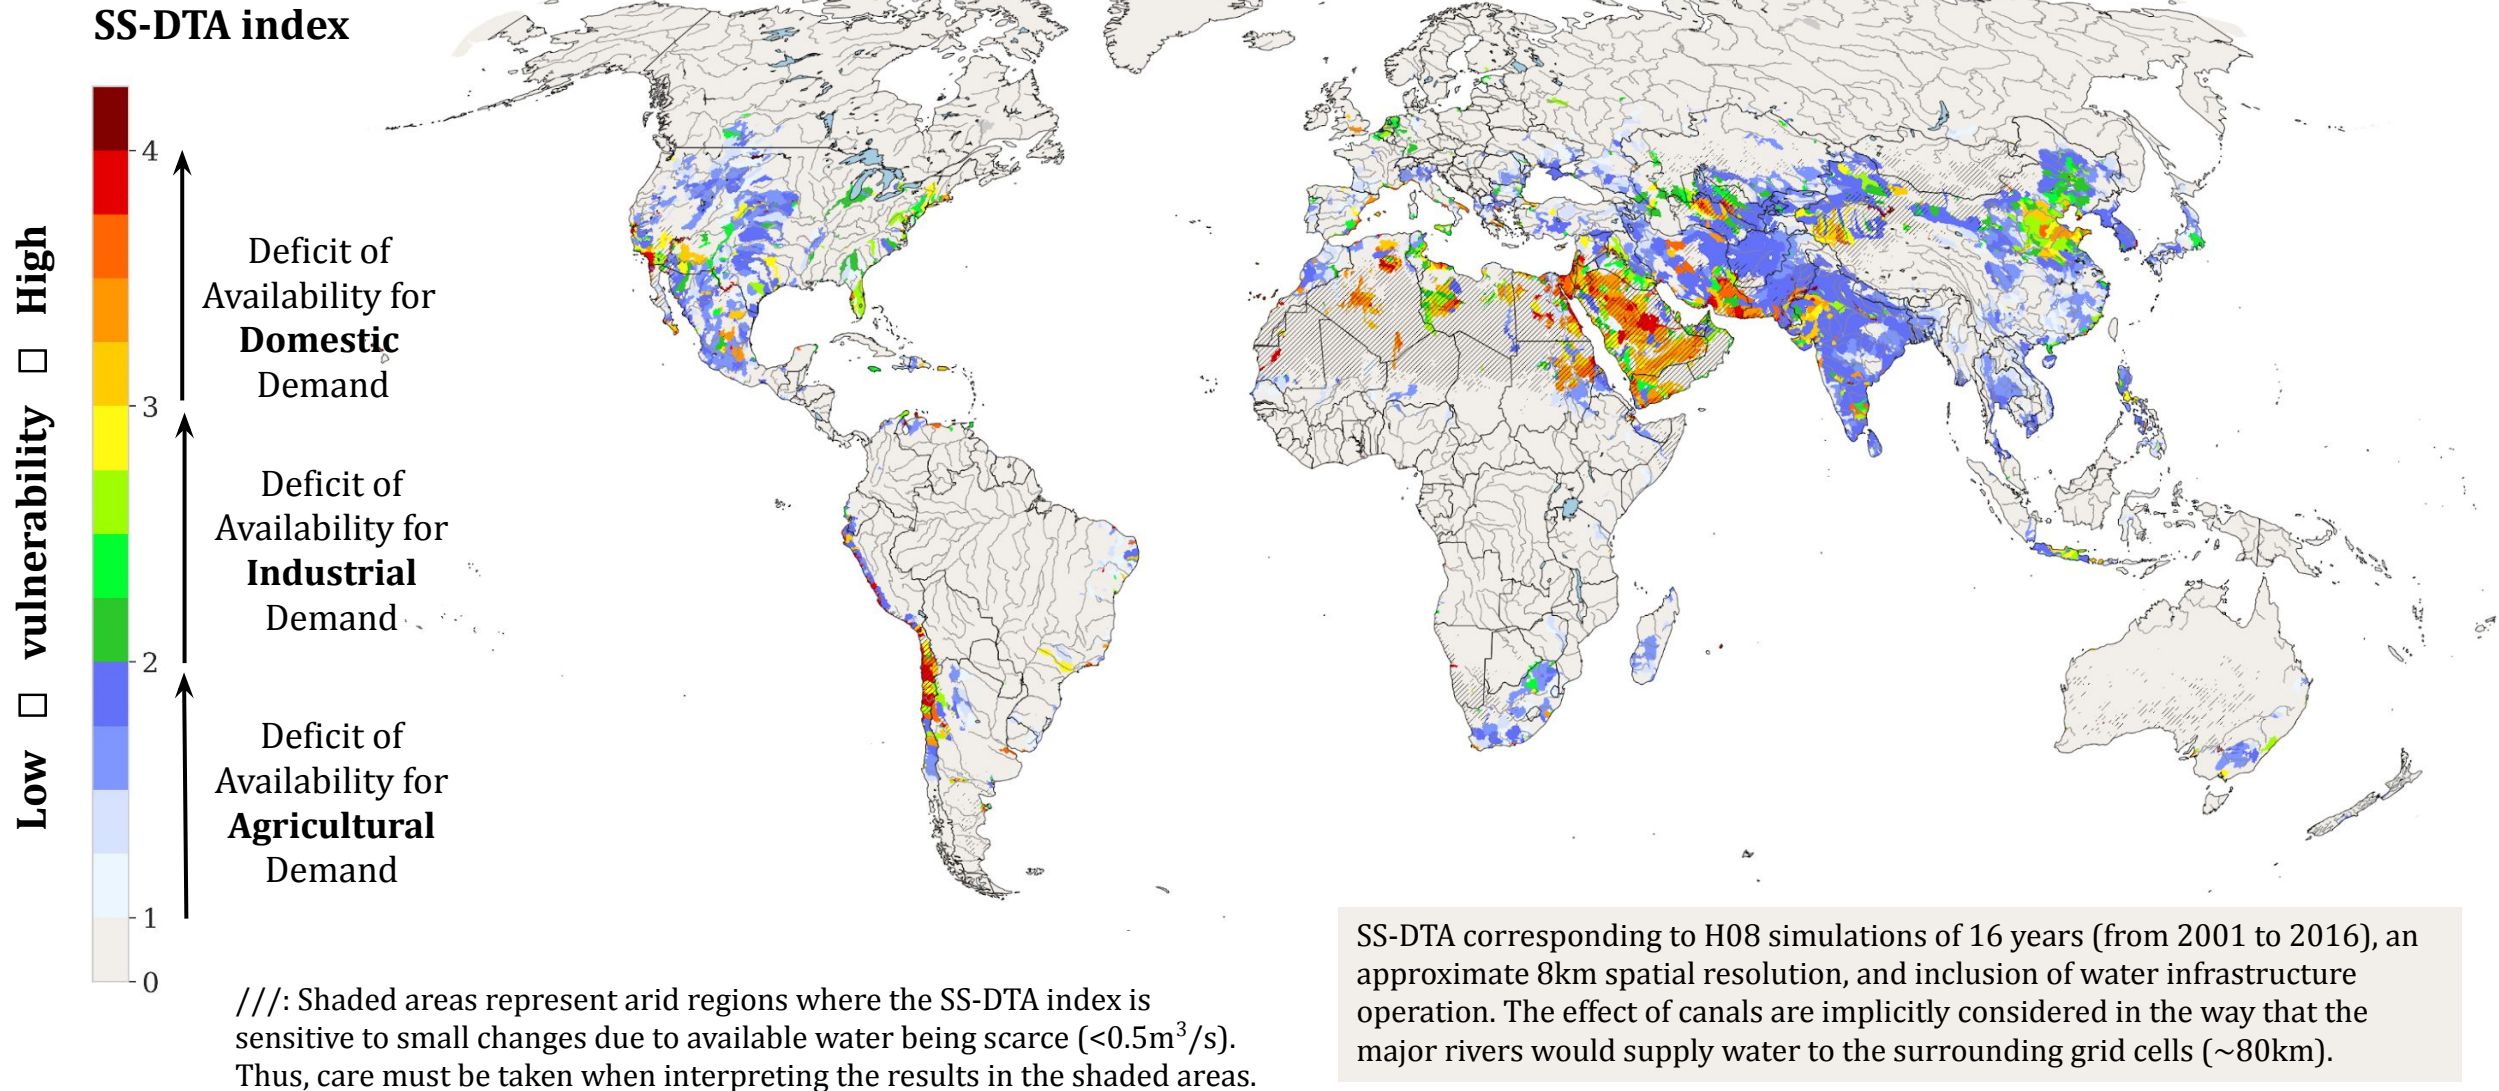 SS-DTA index
Low □ vulnerability □ High
4
3
2
1
0
Deficit of
Availability for
Domestic
Demand
Deficit of
Availability for
Industrial
Demand
Deficit of
Availability for
Agricultural
Demand
///: Shaded areas represent arid regions where the SS-DTA index is
sensitive to small changes due to available water being scarce (<0.5m³/s).
Thus, care must be taken when interpreting the results in the shaded areas.
SS-DTA corresponding to H08 simulations of 16 years (from 2001 to 2016), an
approximate 8km spatial resolution, and inclusion of water infrastructure
operation. The effect of canals are implicitly considered in the way that the
major rivers would supply water to the surrounding grid cells (~80km).